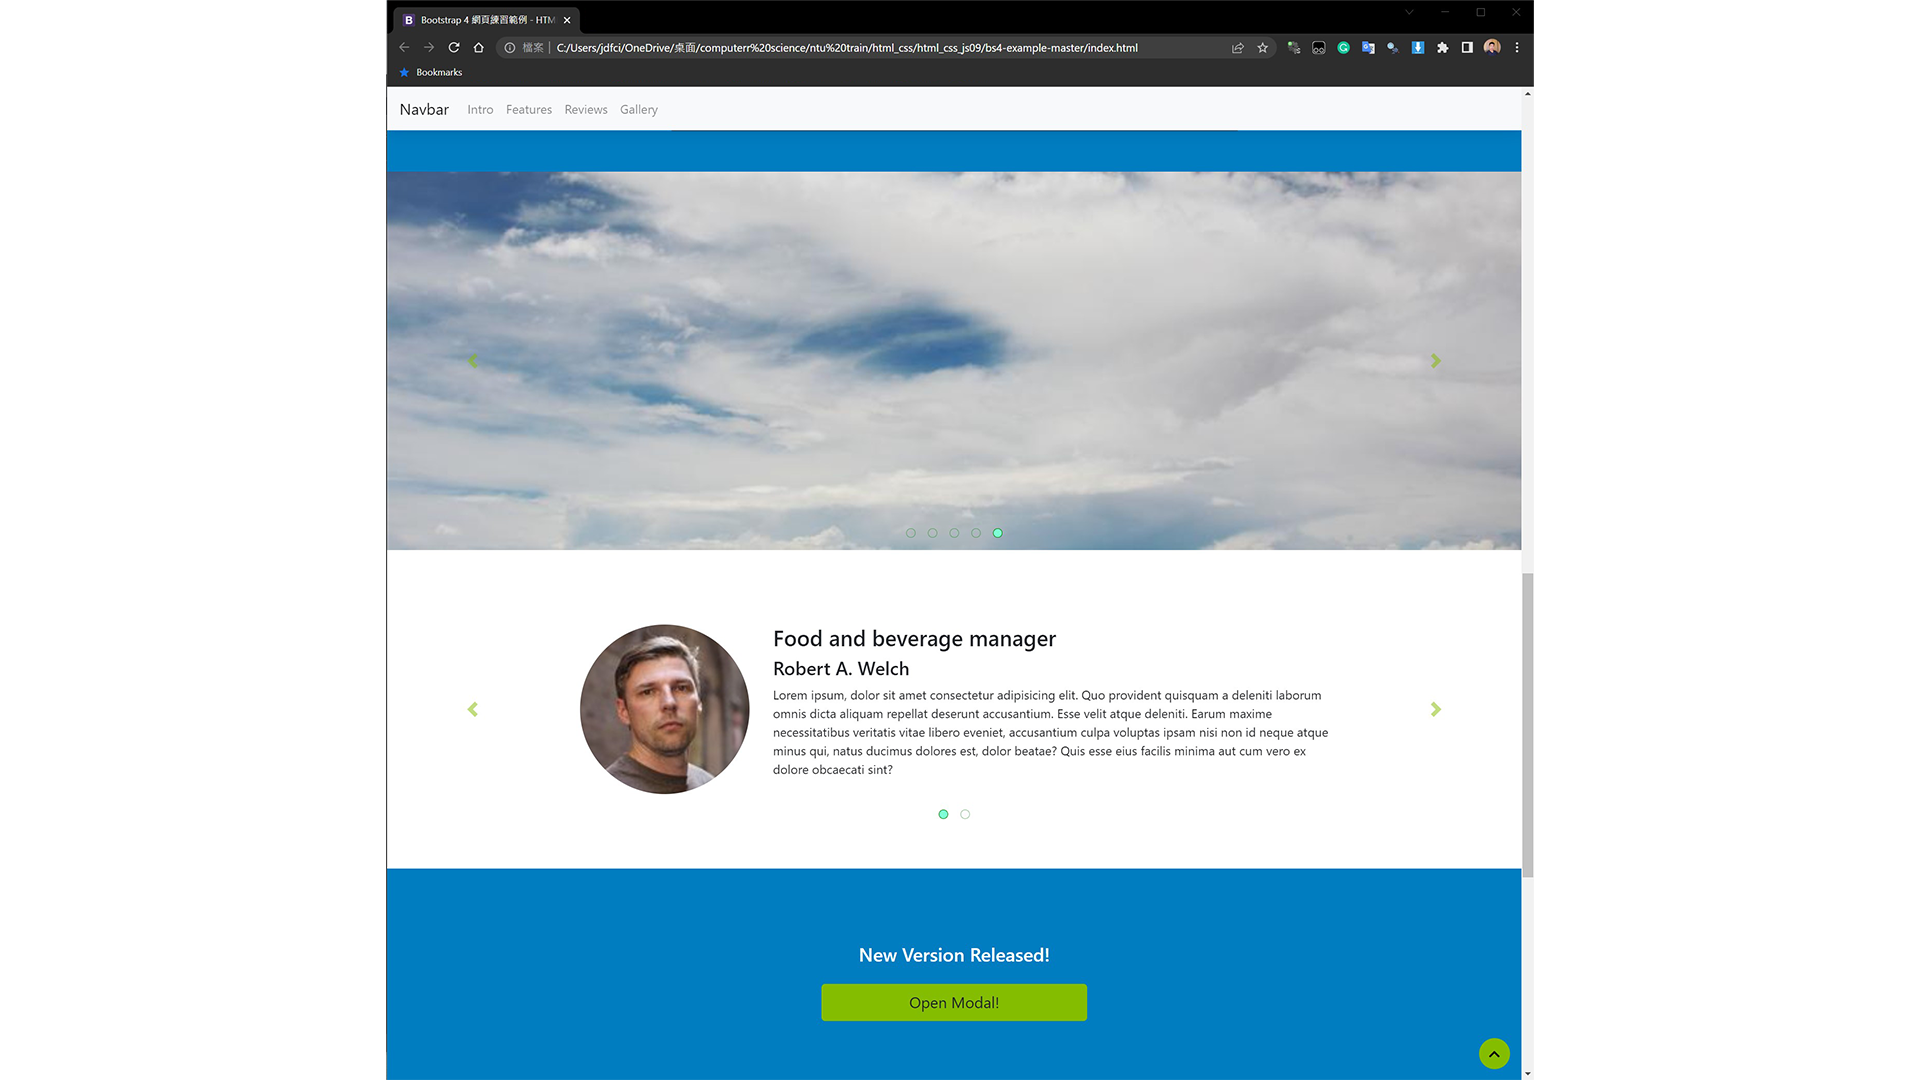 Bootstrap 4 網頁練習範例 - HTM
檔案 | C:/Users/jdfci/OneDrive/桌面/computerr%20science/ntu%20train/html_css/html_css_js09/bs4-example-master/index.html
Bookmarks
Navbar Intro Features Reviews Gallery
Food and beverage manager
Robert A. Welch
Lorem ipsum, dolor sit amet consectetur adipisicing elit. Quo provident quisquam a deleniti laborum
omnis dicta aliquam repellat deserunt accusantium. Esse velit atque deleniti. Earum maxime
necessitatibus veritatis vitae libero eveniet, accusantium culpa voluptas ipsam nisi non id neque atque
minus qui, natus ducimus dolores est, dolor beatae? Quis esse eius facilis minima aut cum vero ex
dolore obcaecati sint?
New Version Released!
Open Modal!